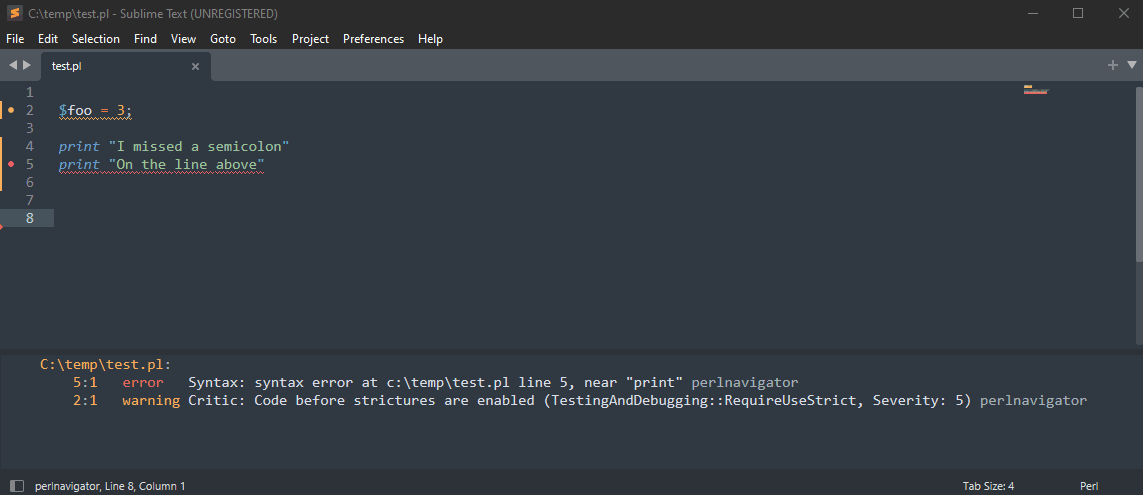 C:\temp\test.pl - Sublime Text (UNREGISTERED)
File Edit Selection Find View Goto Tools Project Preferences Help
test.pl
1
2 $foo = 3;
3
4 print "I missed a semicolon"
5 print "On the line above"
6
7
8
C:\temp\test.pl:
5:1 error Syntax: syntax error at c:\temp\test.pl line 5, near "print" perlnavigator
2:1 warning Critic: Code before strictures are enabled (TestingAndDebugging::RequireUseStrict, Severity: 5) perlnavigator
perlnavigator, Line 8, Column 1 Tab Size: 4 Perl